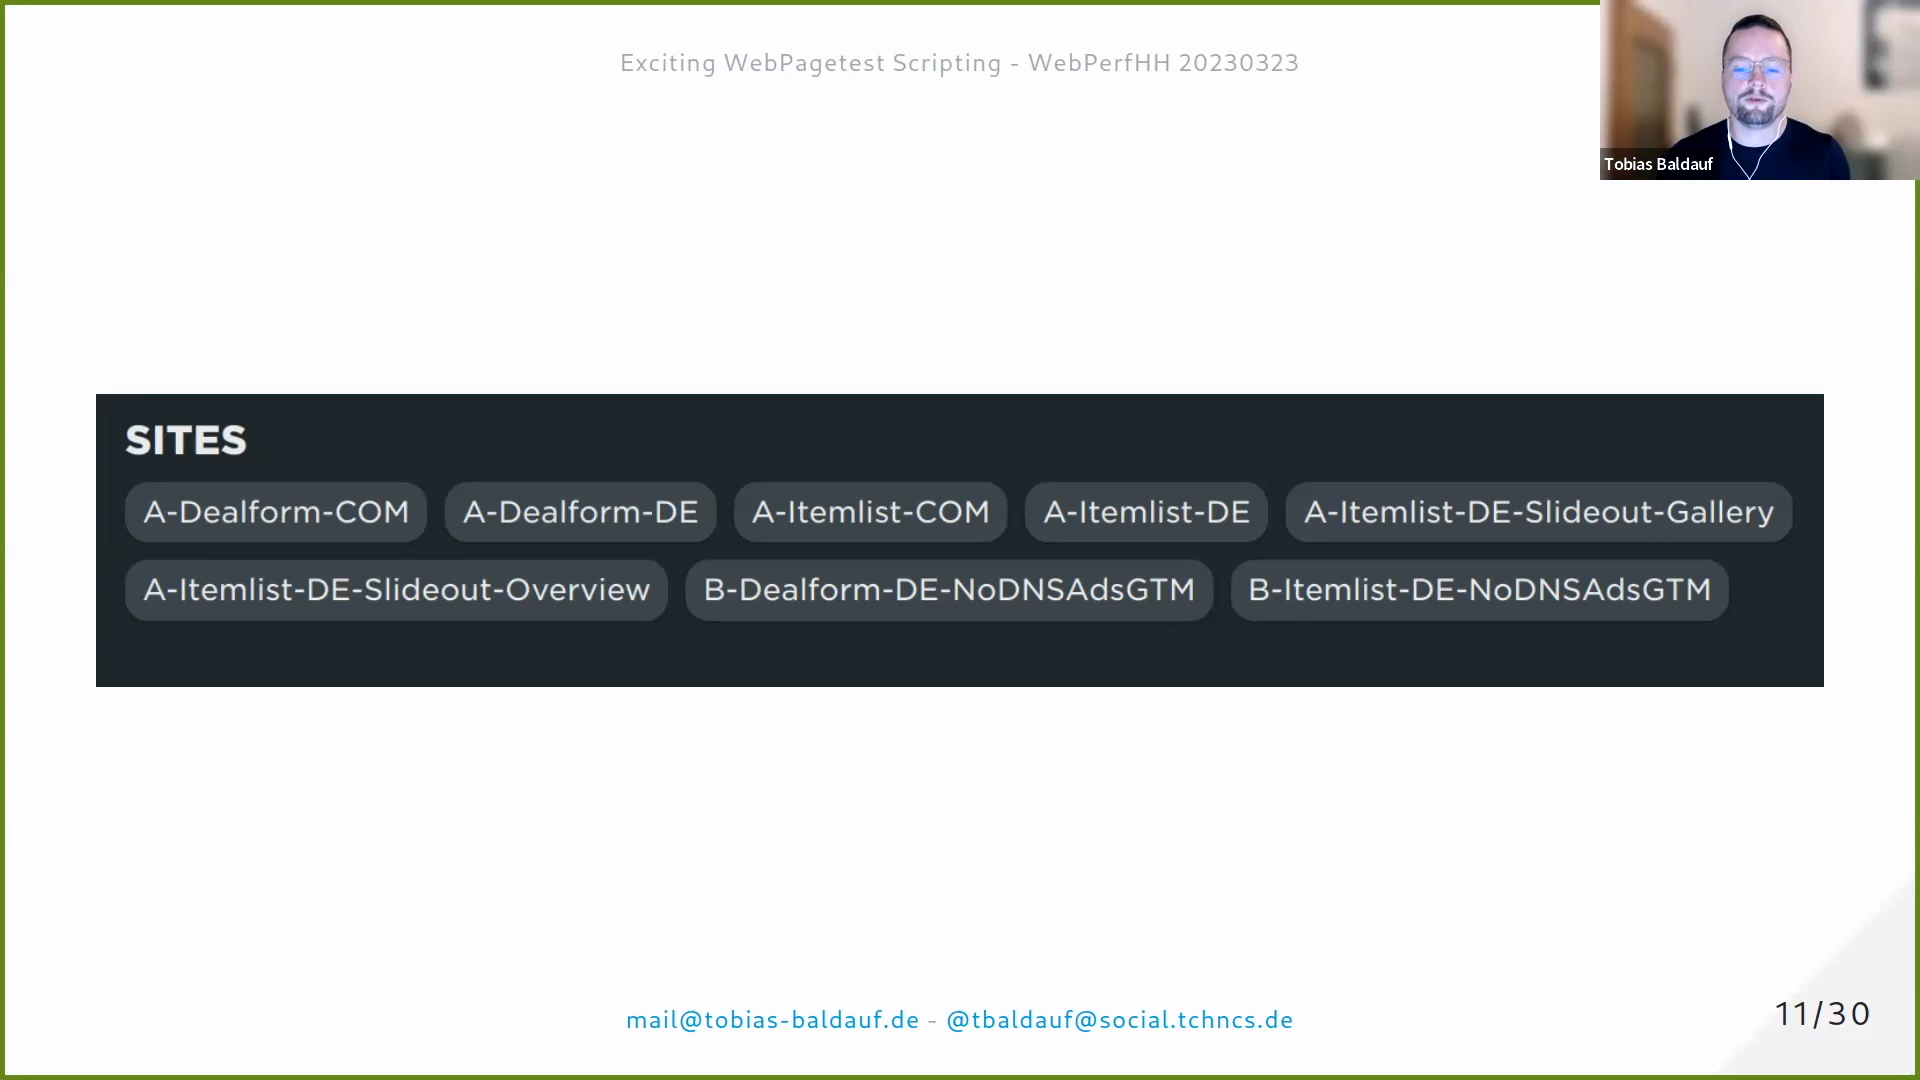 Exciting WebPagetest Scripting - WebPerfHH 20230323
Tobias Baldauf
SITES
A-Dealform-COM A-Dealform-DE A-Itemlist-COM A-Itemlist-DE A-Itemlist-DE-Slideout-Gallery
A-Itemlist-DE-Slideout-Overview B-Dealform-DE-NoDNSAdsGTM B-Itemlist-DE-NoDNSAdsGTM
mail@tobias-baldauf.de - @tbaldauf@social.tchncs.de
11/30